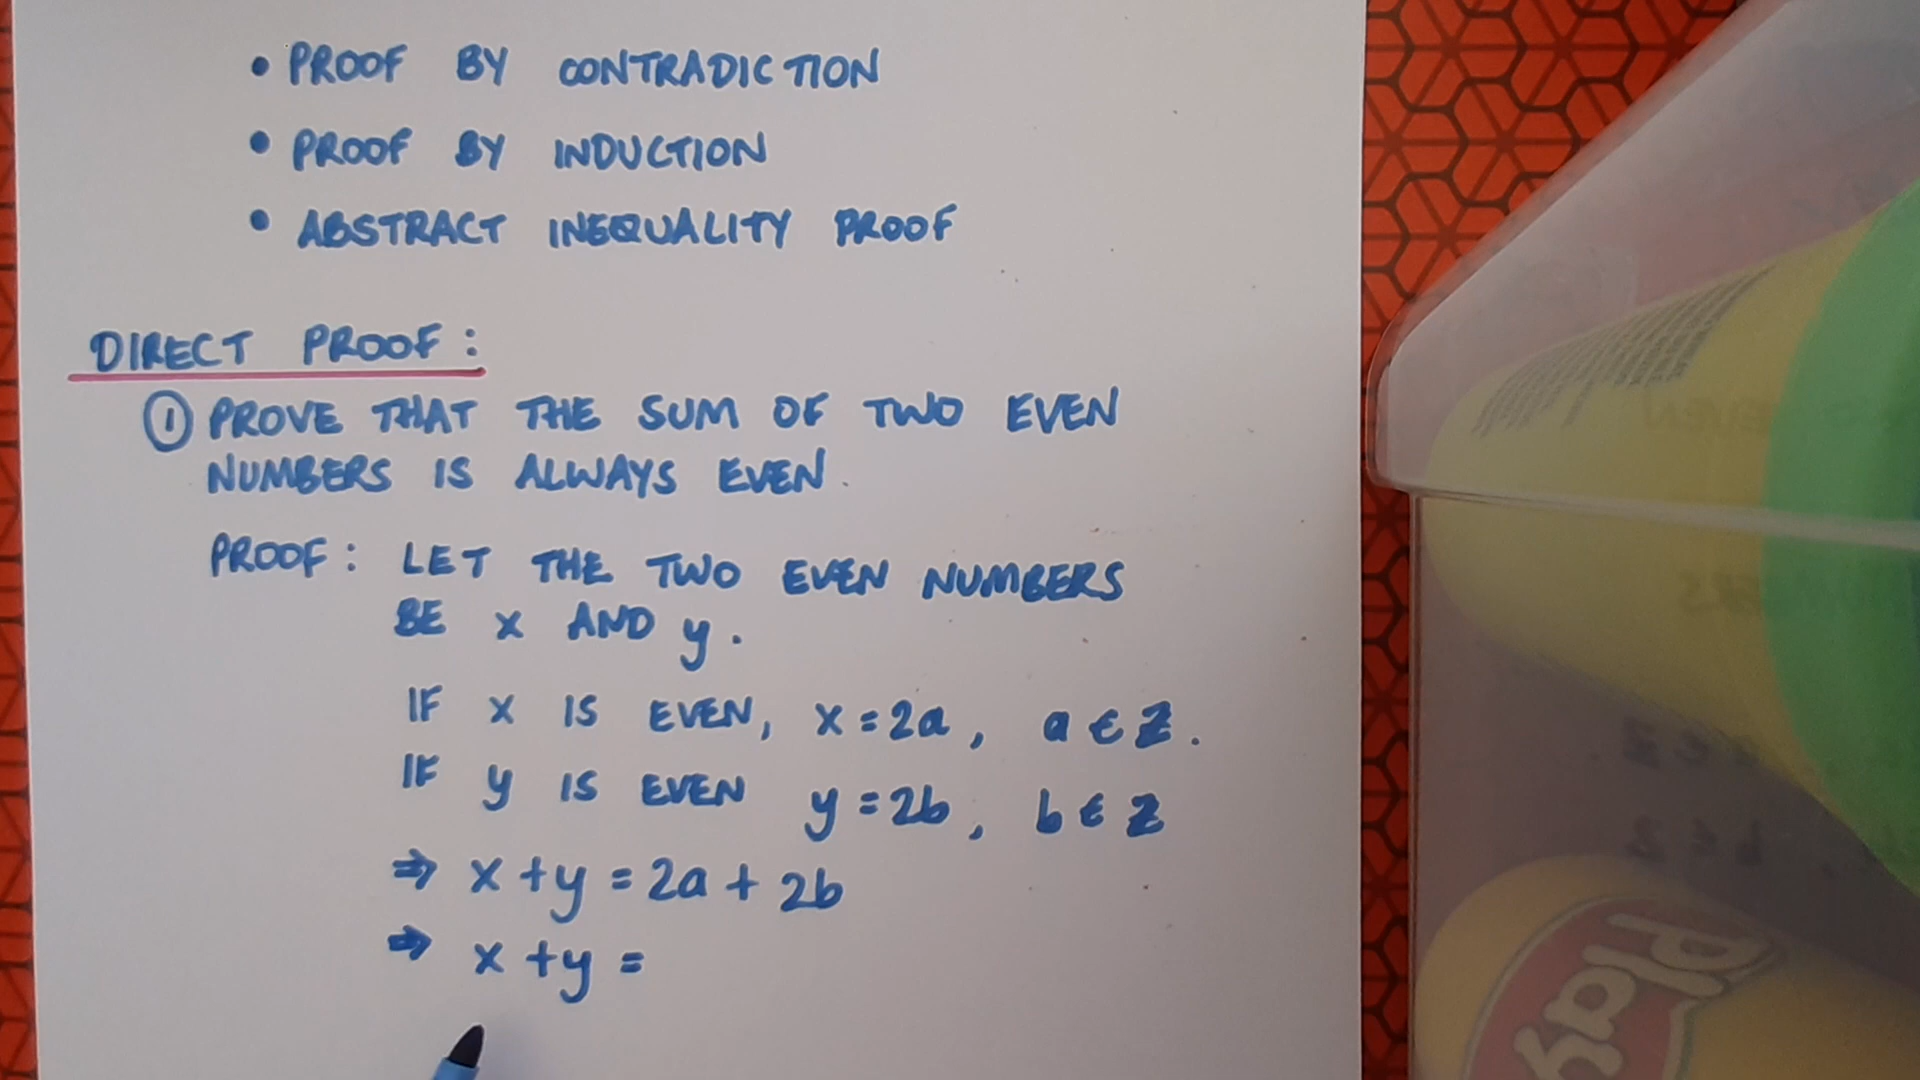 • PROOF BY CONTRADICTION
• PROOF BY INDUCTION
• ABSTRACT INEQUALITY PROOF
DIRECT PROOF:
① PROVE THAT THE SUM OF TWO EVEN
NUMBERS IS ALWAYS EVEN.
PROOF: LET THE TWO EVEN NUMBERS
BE x AND y.
IF x IS EVEN, x=2a, a∈Z.
IF y IS EVEN y=2b, b∈Z
⇒ x+y=2a+2b
⇒ x+y=
Play